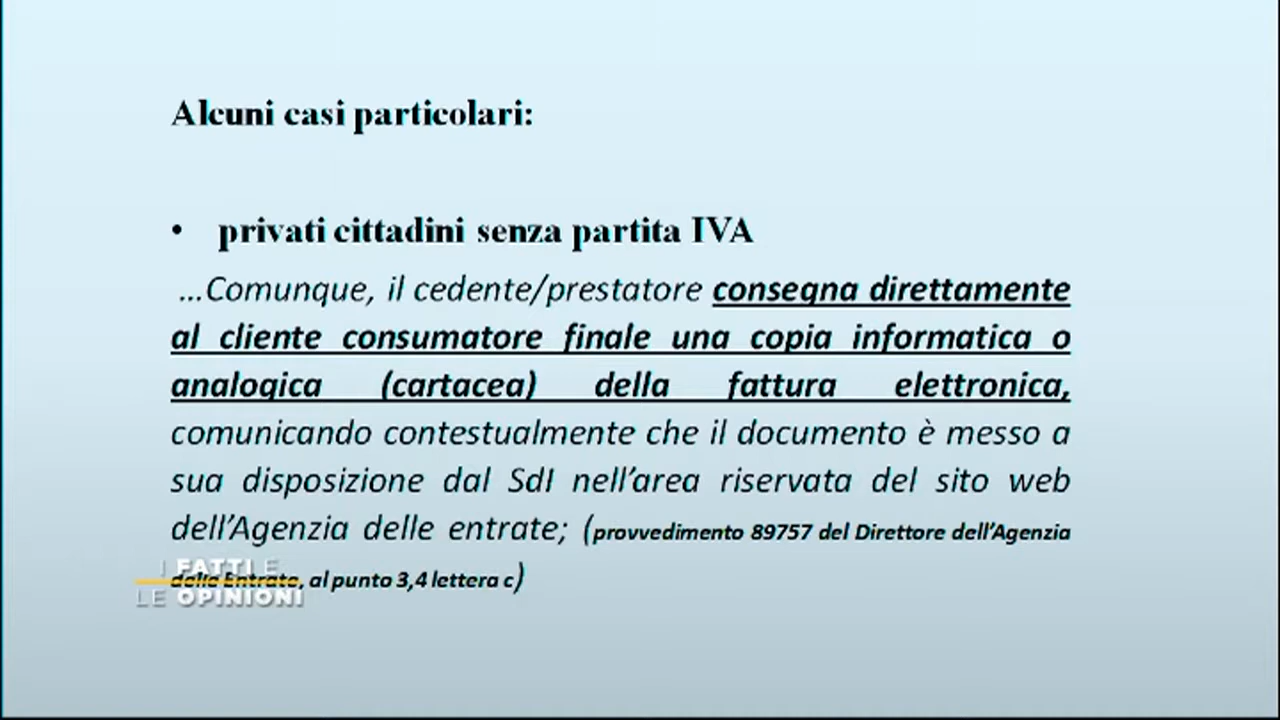 Alcuni casi particolari:
• privati cittadini senza partita IVA
...Comunque, il cedente/prestatore consegna direttamente
al cliente consumatore finale una copia informatica o
analogica (cartacea) della fattura elettronica,
comunicando contestualmente che il documento è messo a
sua disposizione dal SdI nell'area riservata del sito web
dell'Agenzia delle entrate; (provvedimento 89757 del Direttore dell'Agenzia
delle Entrate, al punto 3,4 lettera c)
I FATTI E
LE OPINIONI